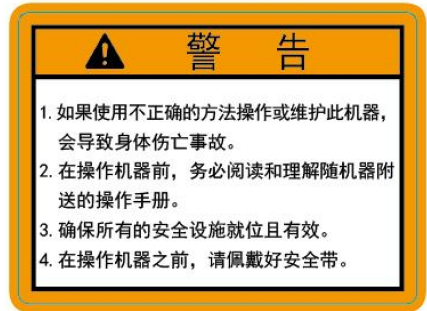 警 告
1. 如果使用不正确的方法操作或维护此机器，
会导致身体伤亡事故。
2. 在操作机器前，务必阅读和理解随机器附
送的操作手册。
3. 确保所有的安全设施就位且有效。
4. 在操作机器之前，请佩戴好安全带。